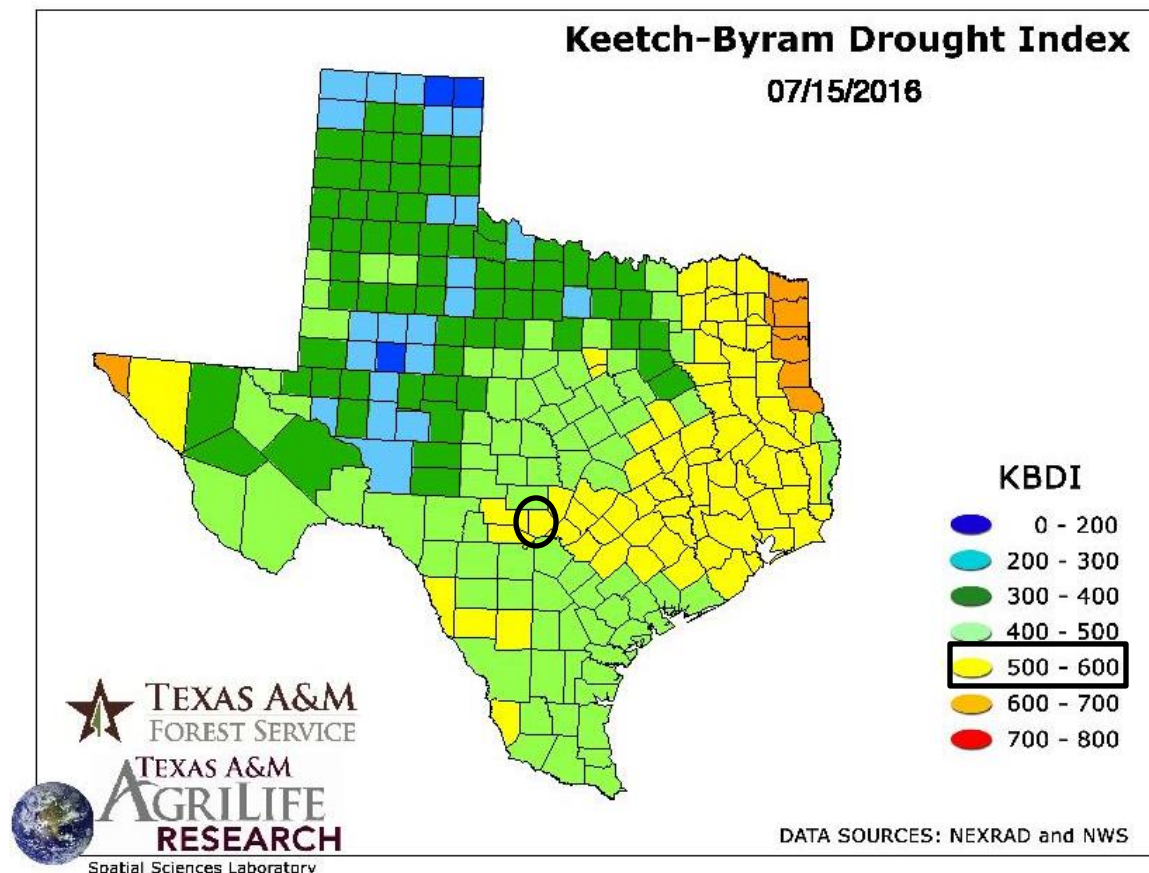 Keetch-Byram Drought Index
07/15/2016
KBDI
0 - 200
200 - 300
300 - 400
400 - 500
500 - 600
600 - 700
700 - 800
TEXAS A&M
FOREST SERVICE
TEXAS A&M
AGRILIFE
RESEARCH
Spatial Sciences Laboratory
DATA SOURCES: NEXRAD and NWS